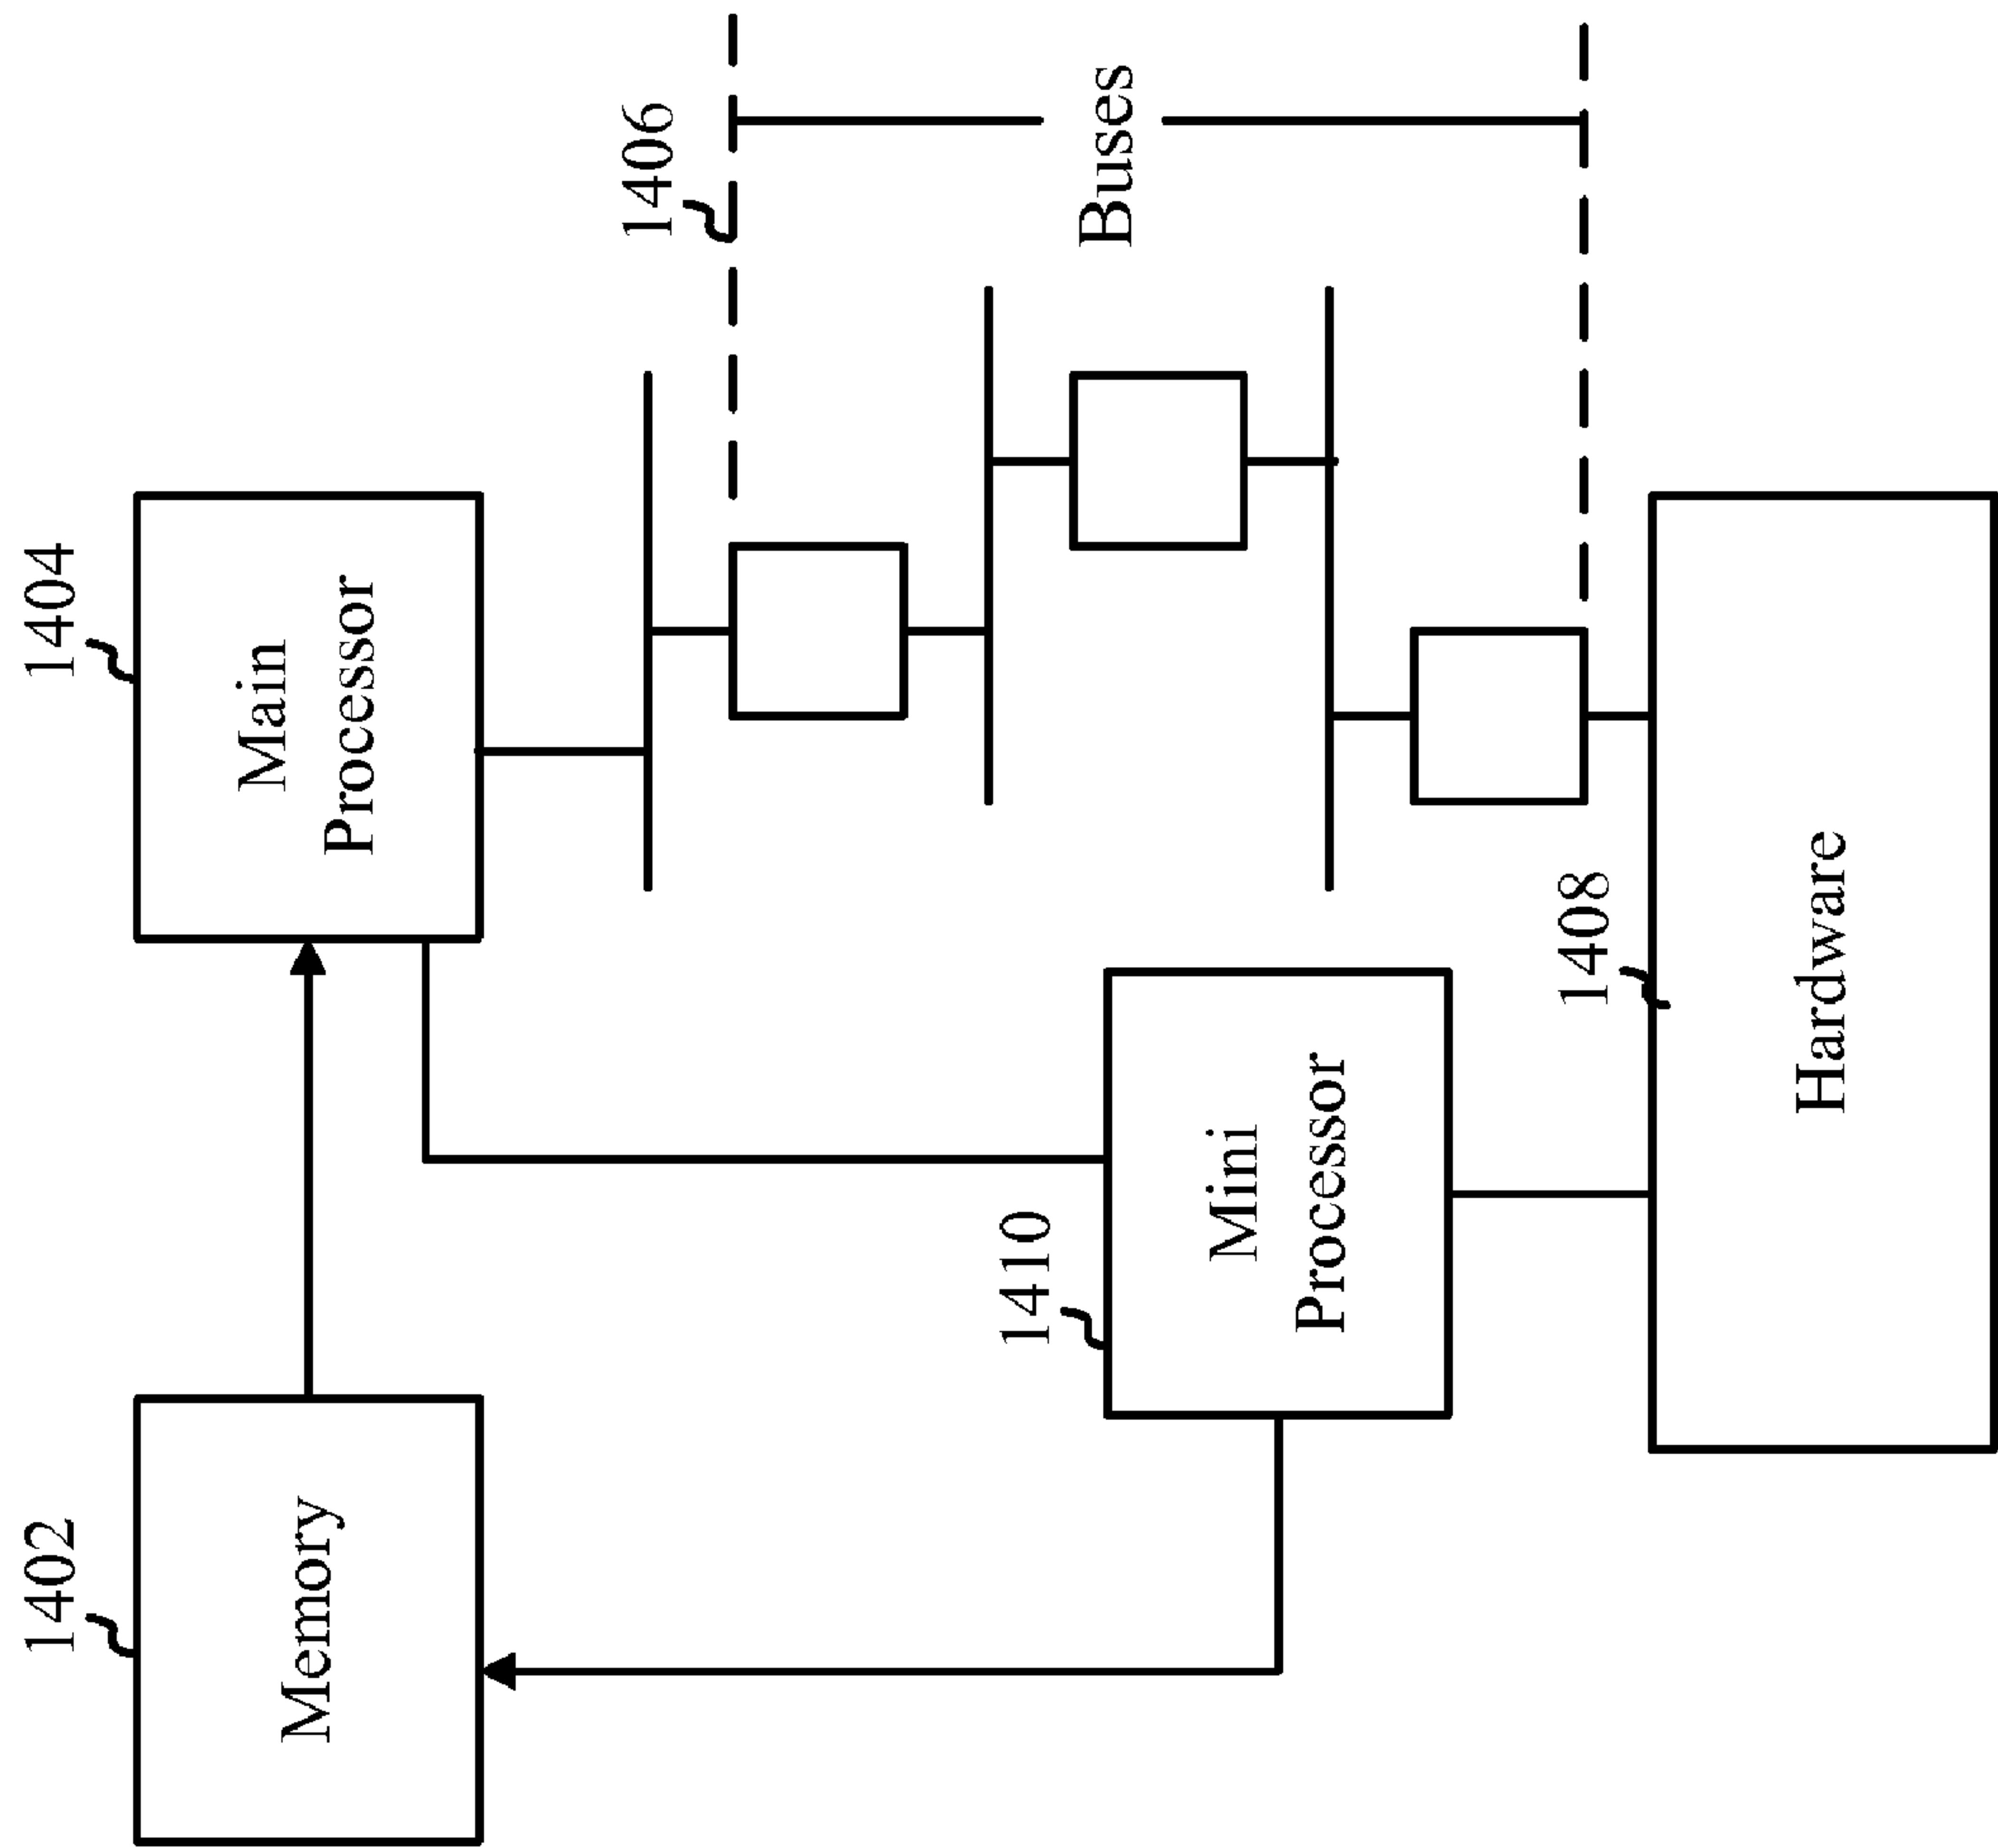 1402
Memory
1404
Main
Processor
1406
Buses
1410
Mini
Processor
1408
Hardware